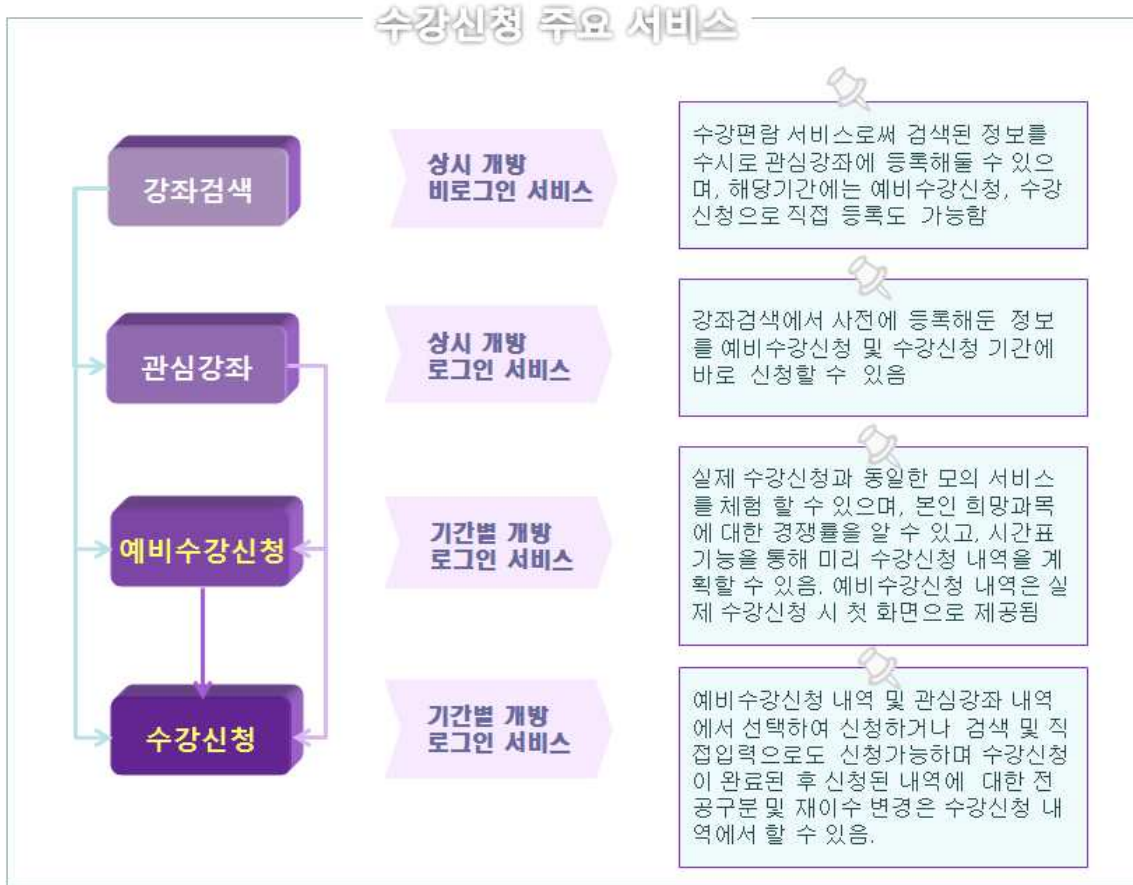 수강신청 주요 서비스
강좌검색
상시 개방
비로그인 서비스
수강편람 서비스로써 검색된 정보를
수시로 관심강좌에 등록해둘 수 있으
며, 해당기간에는 예비수강신청, 수강
신청으로 직접 등록도 가능함
관심강좌
상시 개방
로그인 서비스
강좌검색에서 사전에 등록해둔 정보
를 예비수강신청 및 수강신청 기간에
바로 신청할 수 있음
예비수강신청
기간별 개방
로그인 서비스
실제 수강신청과 동일한 모의 서비스
를 체험 할 수 있으며, 본인 희망과목
에 대한 경쟁률을 알 수 있고, 시간표
기능을 통해 미리 수강신청 내역을 계
획할 수 있음. 예비수강신청 내역은 실
제 수강신청 시 첫 화면으로 제공됨
수강신청
기간별 개방
로그인 서비스
예비수강신청 내역 및 관심강좌 내역
에서 선택하여 신청하거나 검색 및 직
접입력으로도 신청가능하며 수강신청
이 완료된 후 신청된 내역에 대한 전
공구분 및 재이수 변경은 수강신청 내
역에서 할 수 있음.